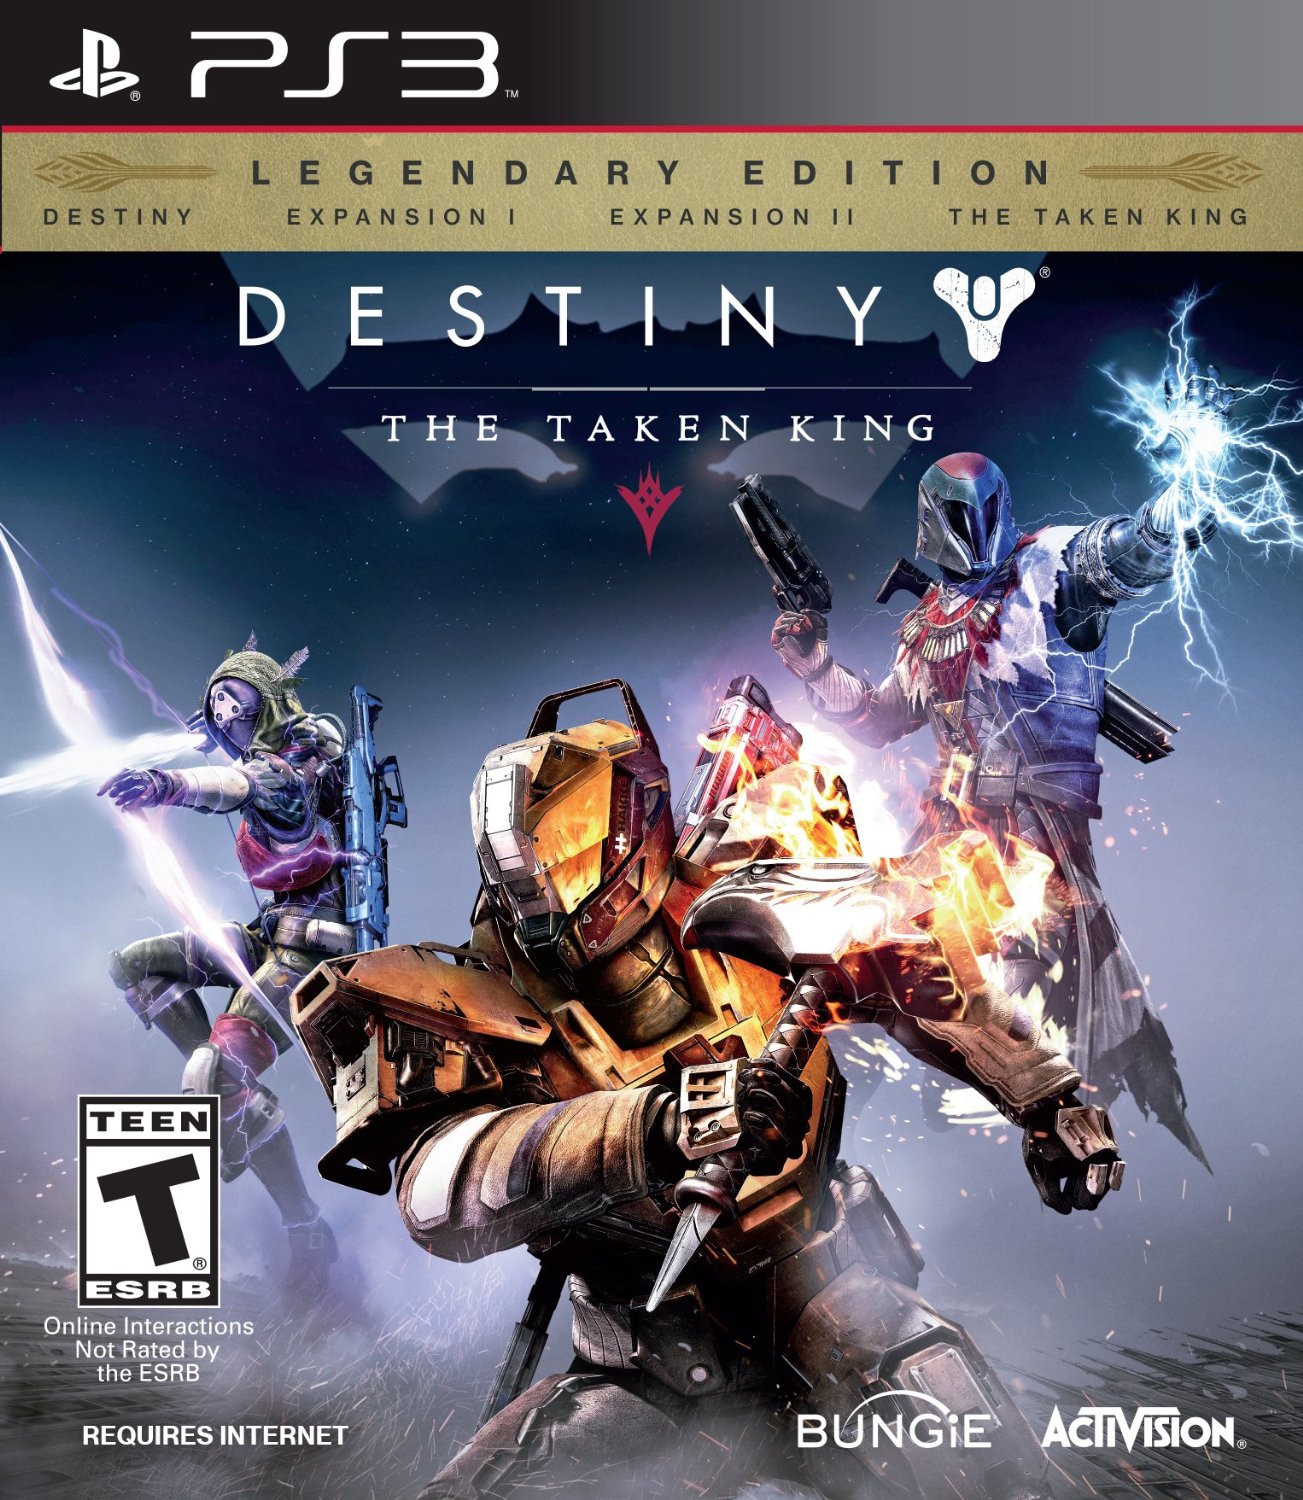 PS3™
LEGENDARY EDITION
DESTINY EXPANSION I EXPANSION II THE TAKEN KING
DESTINY®
THE TAKEN KING
TEEN
T®
ESRB
Online Interactions
Not Rated by
the ESRB
REQUIRES INTERNET
BUNGiE ACTIVISION®